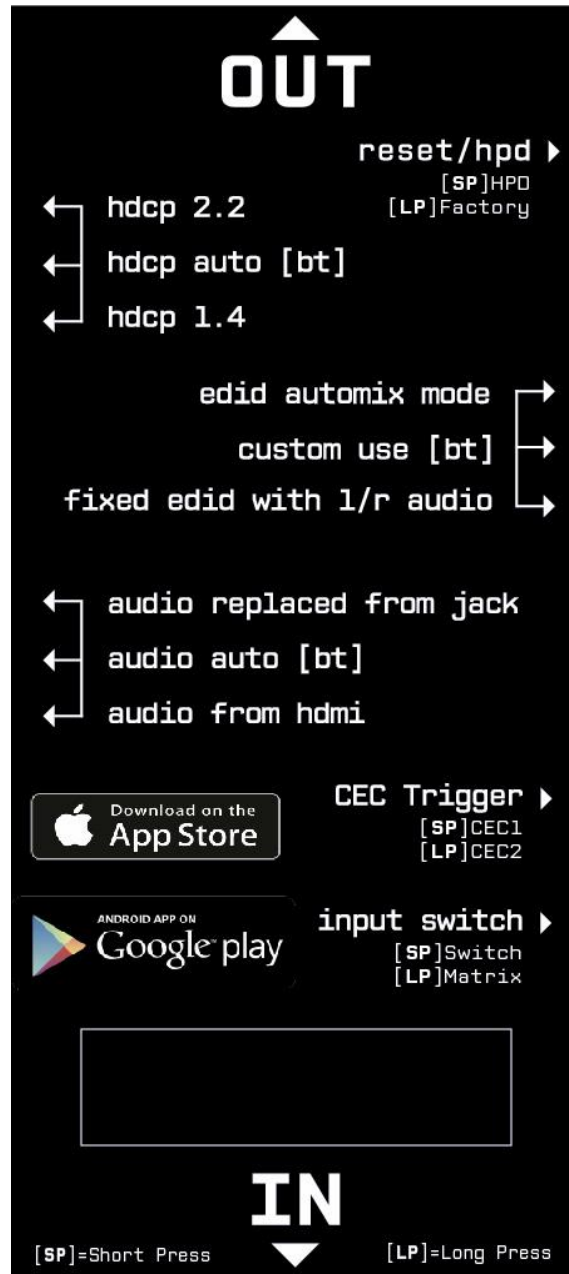 OUT
reset/hpd
[SP]HPD
[LP]Factory
hdcp 2.2
hdcp auto [bt]
hdcp 1.4
edid automix mode
custom use [bt]
fixed edid with l/r audio
audio replaced from jack
audio auto [bt]
audio from hdmi
Download on the
App Store
CEC Trigger
[SP]CEC1
[LP]CEC2
ANDROID APP ON
Google play
input switch
[SP]Switch
[LP]Matrix
IN
[SP]=Short Press
[LP]=Long Press